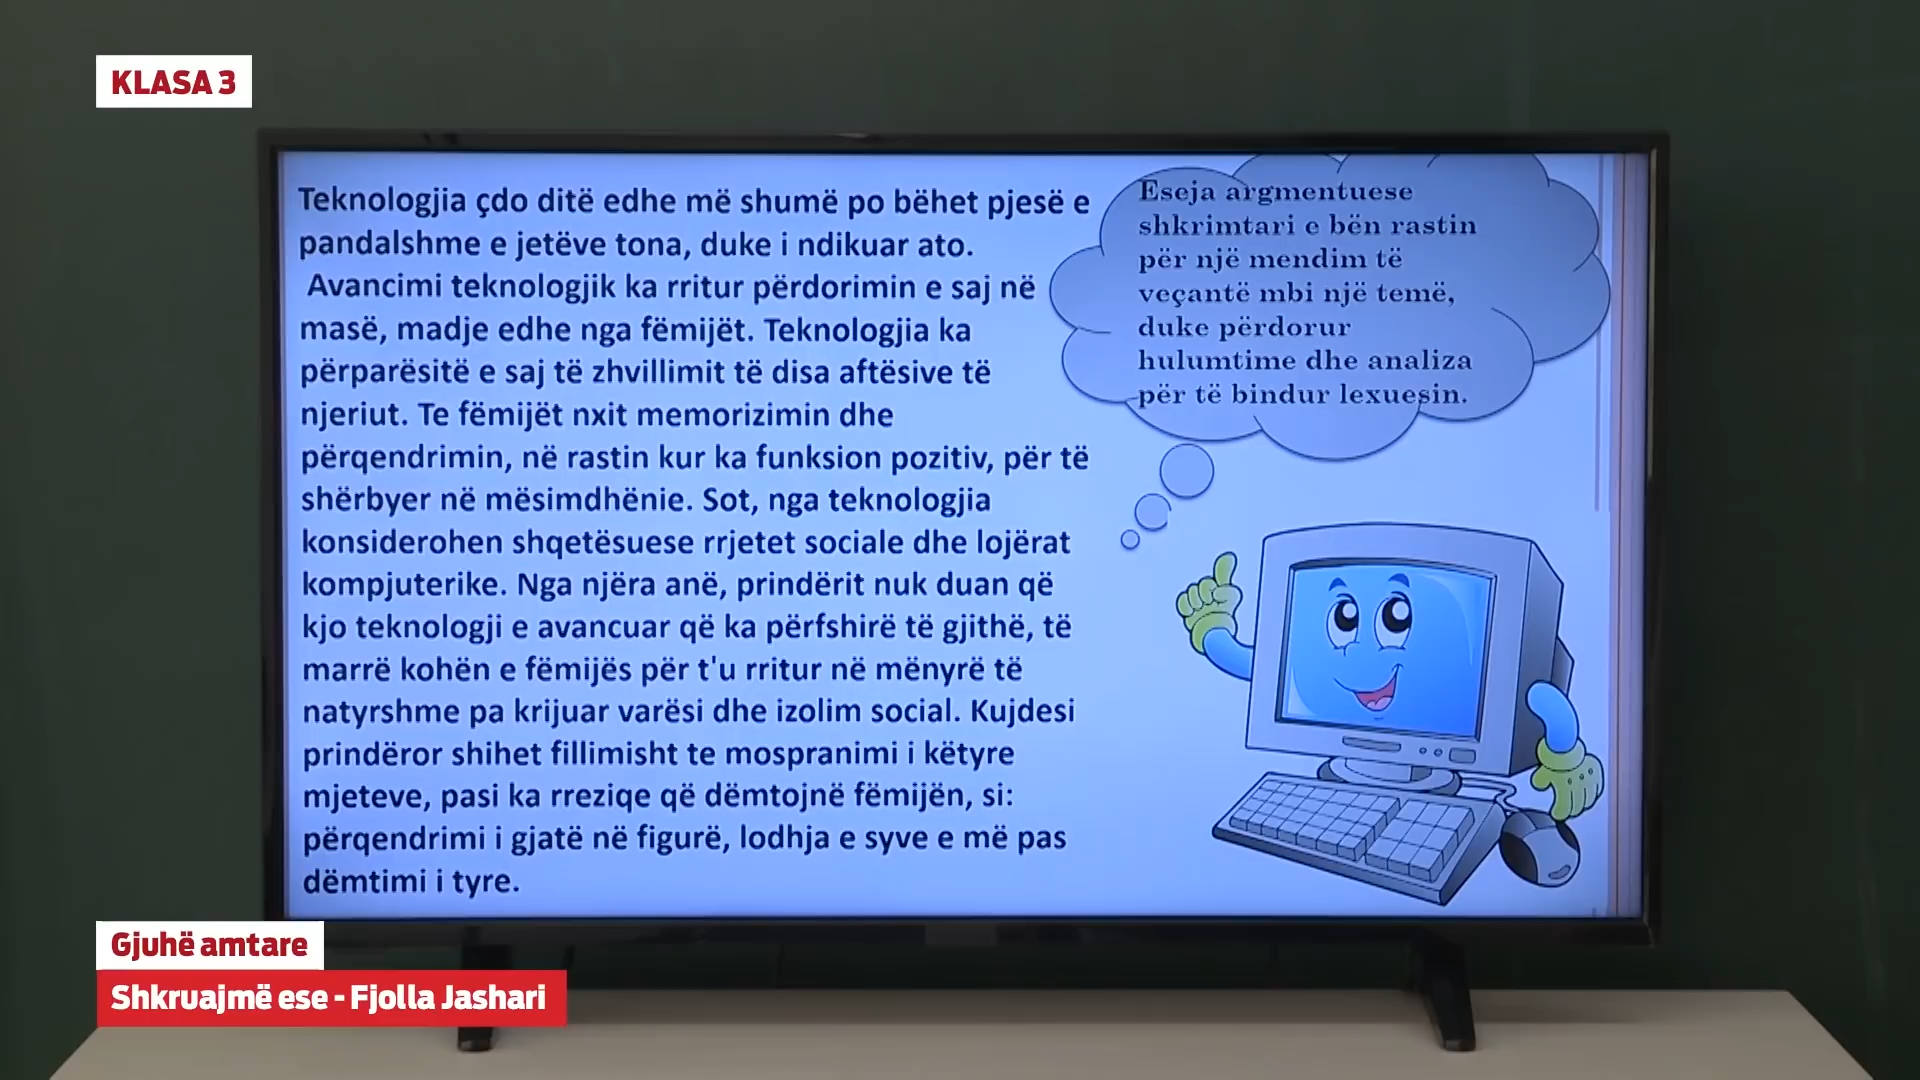 KLASA 3
Teknologjia çdo ditë edhe më shumë po bëhet pjesë e
pandalshme e jetëve tona, duke i ndikuar ato.
Avancimi teknologjik ka rritur përdorimin e saj në
masë, madje edhe nga fëmijët. Teknologjia ka
përparësitë e saj të zhvillimit të disa aftësive të
njeriut. Te fëmijët nxit memorizimin dhe
përqendrimin, në rastin kur ka funksion pozitiv, për të
shërbyer në mësimdhënie. Sot, nga teknologjia
konsiderohen shqetësuese rrjetet sociale dhe lojërat
kompjuterike. Nga njëra anë, prindërit nuk duan që
kjo teknologji e avancuar që ka përfshirë të gjithë, të
marrë kohën e fëmijës për t'u rritur në mënyrë të
natyrshme pa krijuar varësi dhe izolim social. Kujdesi
prindëror shihet fillimisht te mospranimi i këtyre
mjeteve, pasi ka rreziqe që dëmtojnë fëmijën, si:
përqendrimi i gjatë në figurë, lodhja e syve e më pas
dëmtimi i tyre.
Eseja argmentuese
shkrimtari e bën rastin
për një mendim të
veçantë mbi një temë,
duke përdorur
hulumtime dhe analiza
për të bindur lexuesin.
Gjuhë amtare
Shkruajmë ese - Fjolla Jashari